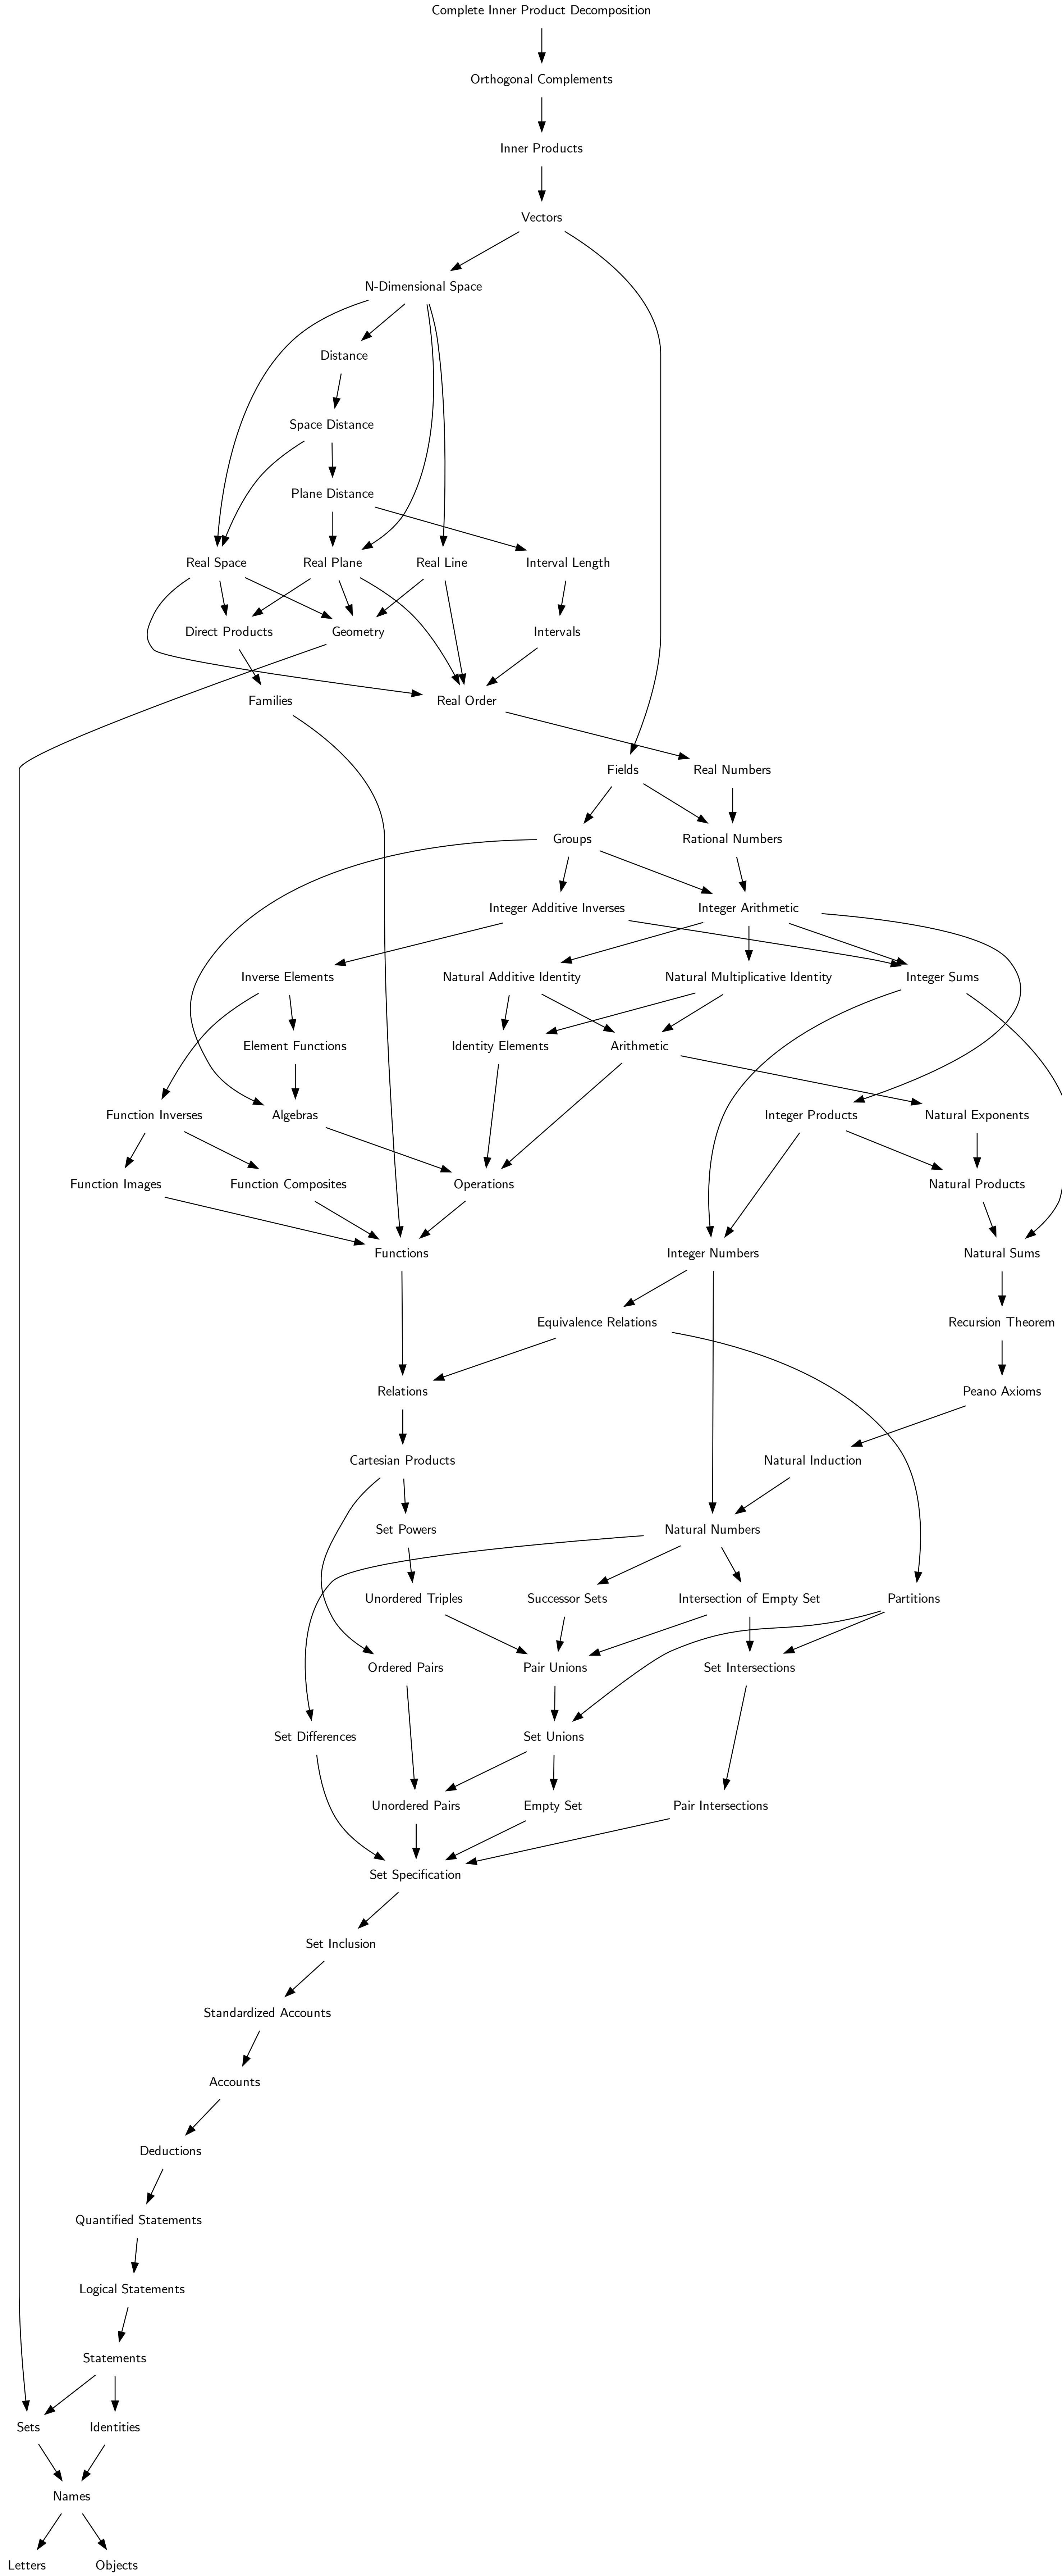 Complete Inner Product Decomposition
Orthogonal Complements
Inner Products
Vectors
N-Dimensional Space
Distance
Space Distance
Plane Distance
Real Space
Real Plane
Real Line
Interval Length
Direct Products
Geometry
Intervals
Families
Real Order
Fields
Real Numbers
Groups
Rational Numbers
Integer Additive Inverses
Integer Arithmetic
Inverse Elements
Natural Additive Identity
Natural Multiplicative Identity
Integer Sums
Element Functions
Identity Elements
Arithmetic
Function Inverses
Algebras
Integer Products
Natural Exponents
Function Images
Function Composites
Operations
Natural Products
Functions
Integer Numbers
Natural Sums
Equivalence Relations
Recursion Theorem
Relations
Peano Axioms
Cartesian Products
Natural Induction
Set Powers
Natural Numbers
Unordered Triples
Successor Sets
Intersection of Empty Set
Partitions
Ordered Pairs
Pair Unions
Set Intersections
Set Differences
Set Unions
Unordered Pairs
Empty Set
Pair Intersections
Set Specification
Set Inclusion
Standardized Accounts
Accounts
Deductions
Quantified Statements
Logical Statements
Statements
Sets
Identities
Names
Letters
Objects